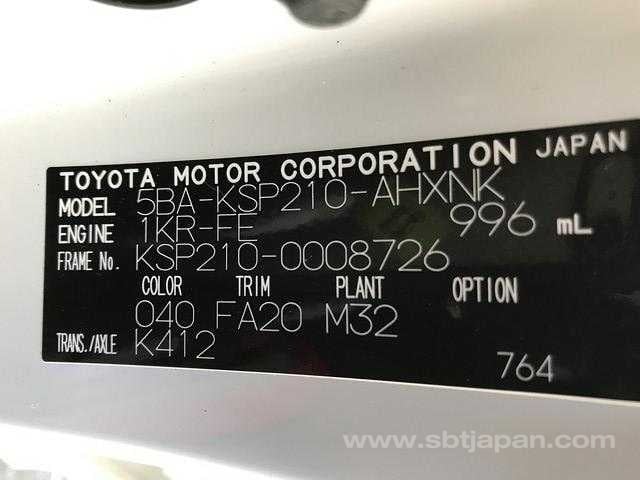 TOYOTA MOTOR CORPORATION JAPAN
MODEL 5BA-KSP210-AHXNK
ENGINE 1KR-FE 996 mL
FRAME No. KSP210-0008726
COLOR TRIM PLANT OPTION
040 FA20 M32
TRANS./AXLE K412
764
www.sbtjapan.com